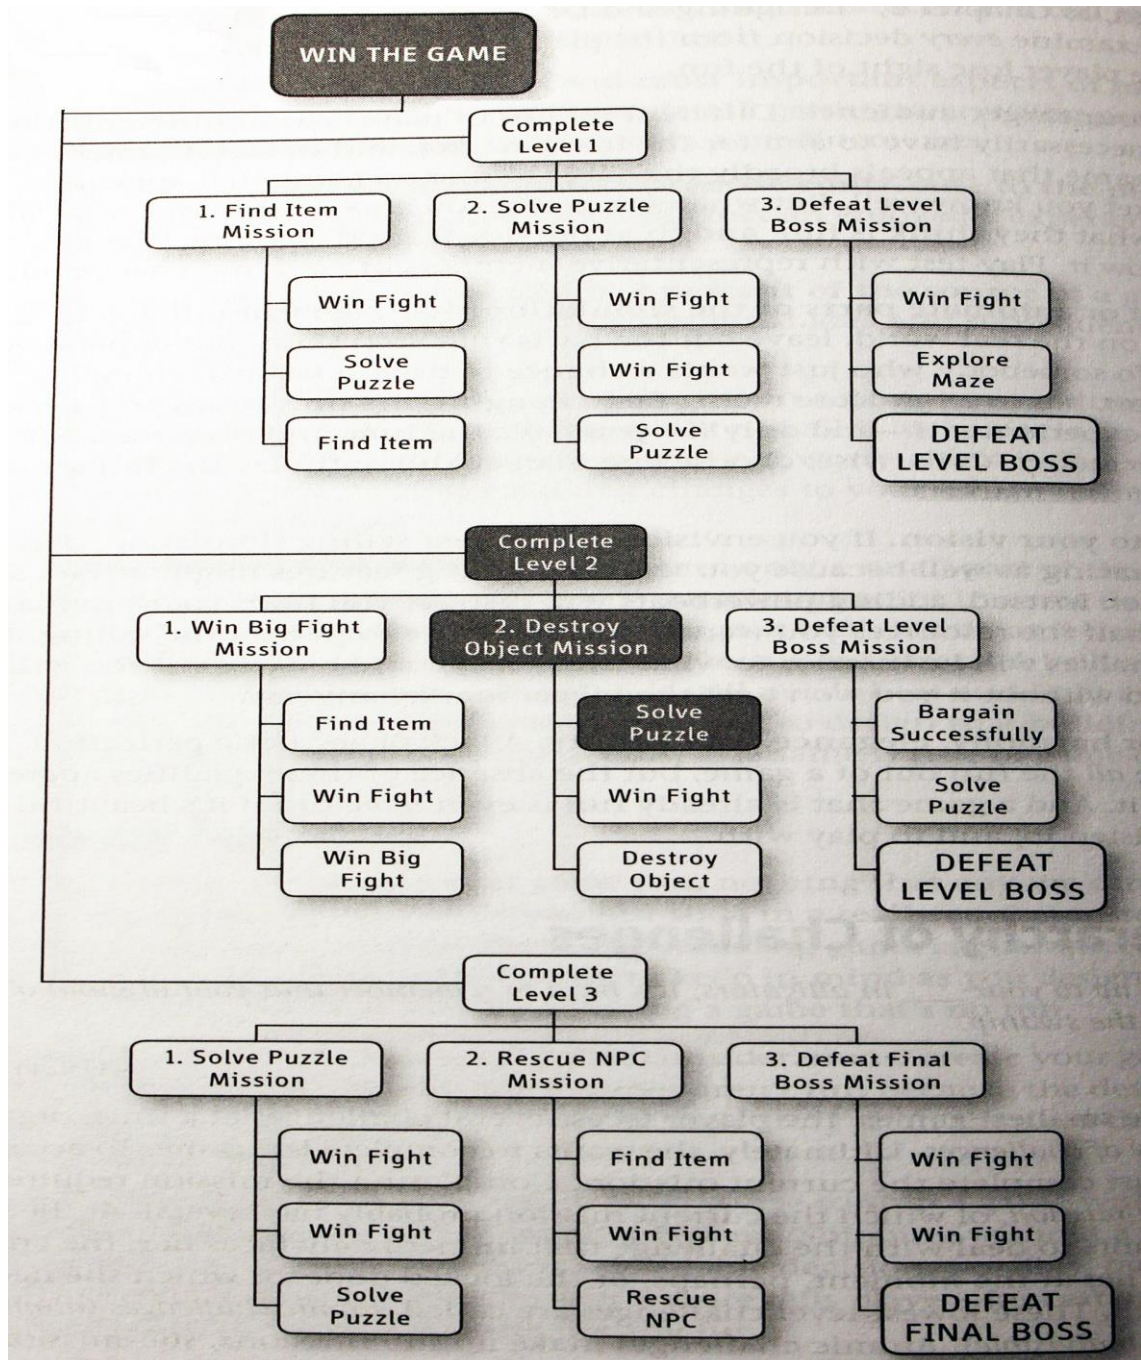 WIN THE GAME
Complete
Level 1
1. Find Item
Mission
2. Solve Puzzle
Mission
3. Defeat Level
Boss Mission
Win Fight
Solve
Puzzle
Find Item
Win Fight
Win Fight
Solve
Puzzle
Win Fight
Explore
Maze
DEFEAT
LEVEL BOSS
Complete
Level 2
1. Win Big Fight
Mission
2. Destroy
Object Mission
3. Defeat Level
Boss Mission
Find Item
Win Fight
Win Big
Fight
Solve
Puzzle
Win Fight
Destroy
Object
Bargain
Successfully
Solve
Puzzle
DEFEAT
LEVEL BOSS
Complete
Level 3
1. Solve Puzzle
Mission
2. Rescue NPC
Mission
3. Defeat Final
Boss Mission
Win Fight
Win Fight
Solve
Puzzle
Find Item
Win Fight
Rescue
NPC
Win Fight
Win Fight
DEFEAT
FINAL BOSS